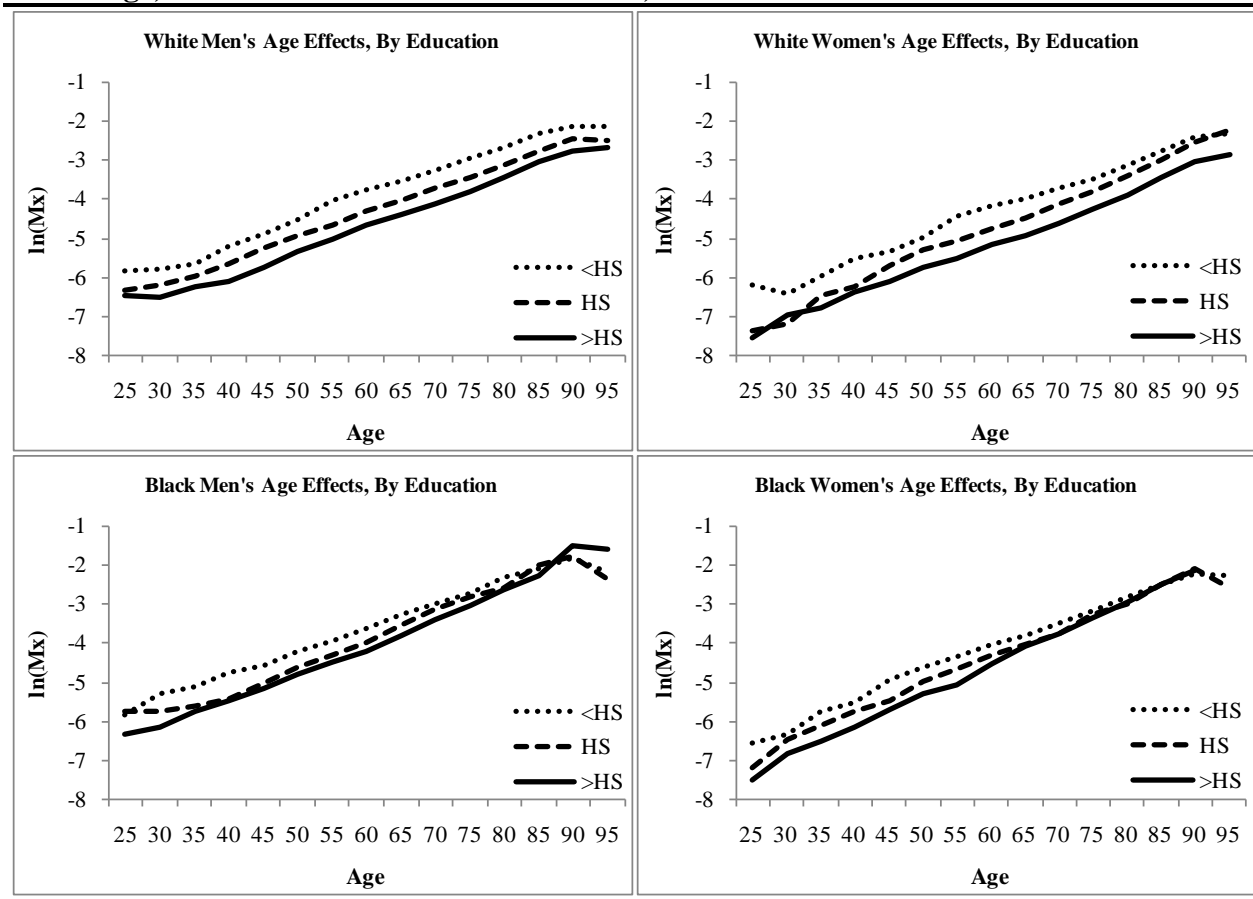 White Men's Age Effects, By Education
-1
-2
-3
-4
-5
-6
-7
-8
ln(Mx)
<HS
HS
>HS
25 30 35 40 45 50 55 60 65 70 75 80 85 90 95
Age
White Women's Age Effects, By Education
-1
-2
-3
-4
-5
-6
-7
-8
ln(Mx)
<HS
HS
>HS
25 30 35 40 45 50 55 60 65 70 75 80 85 90 95
Age
Black Men's Age Effects, By Education
-1
-2
-3
-4
-5
-6
-7
-8
ln(Mx)
<HS
HS
>HS
25 30 35 40 45 50 55 60 65 70 75 80 85 90 95
Age
Black Women's Age Effects, By Education
-1
-2
-3
-4
-5
-6
-7
-8
ln(Mx)
<HS
HS
>HS
25 30 35 40 45 50 55 60 65 70 75 80 85 90 95
Age